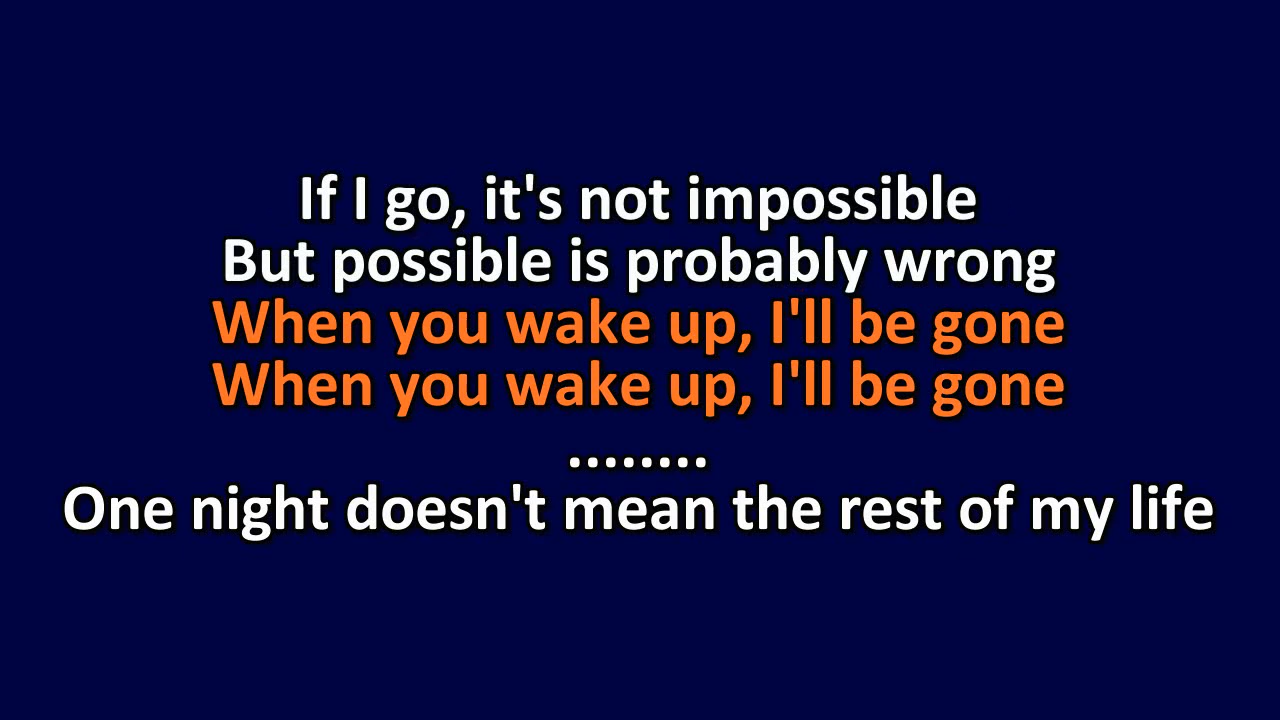 If I go, it's not impossible
But possible is probably wrong
When you wake up, I'll be gone
When you wake up, I'll be gone
........
One night doesn't mean the rest of my life